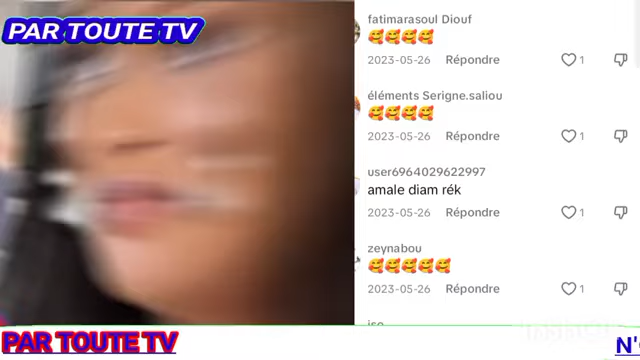 PAR TOUTE TV
fatimarasoul Diouf
🥰🥰🥰🥰
2023-05-26 Répondre 1
éléments Serigne.saliou
🥰🥰🥰🥰
2023-05-26 Répondre 1
user6964029622997
amale diam rék
2023-05-26 Répondre 1
zeynabou
🥰🥰🥰🥰🥰
2023-05-26 Répondre 1
PAR TOUTE TV
N'